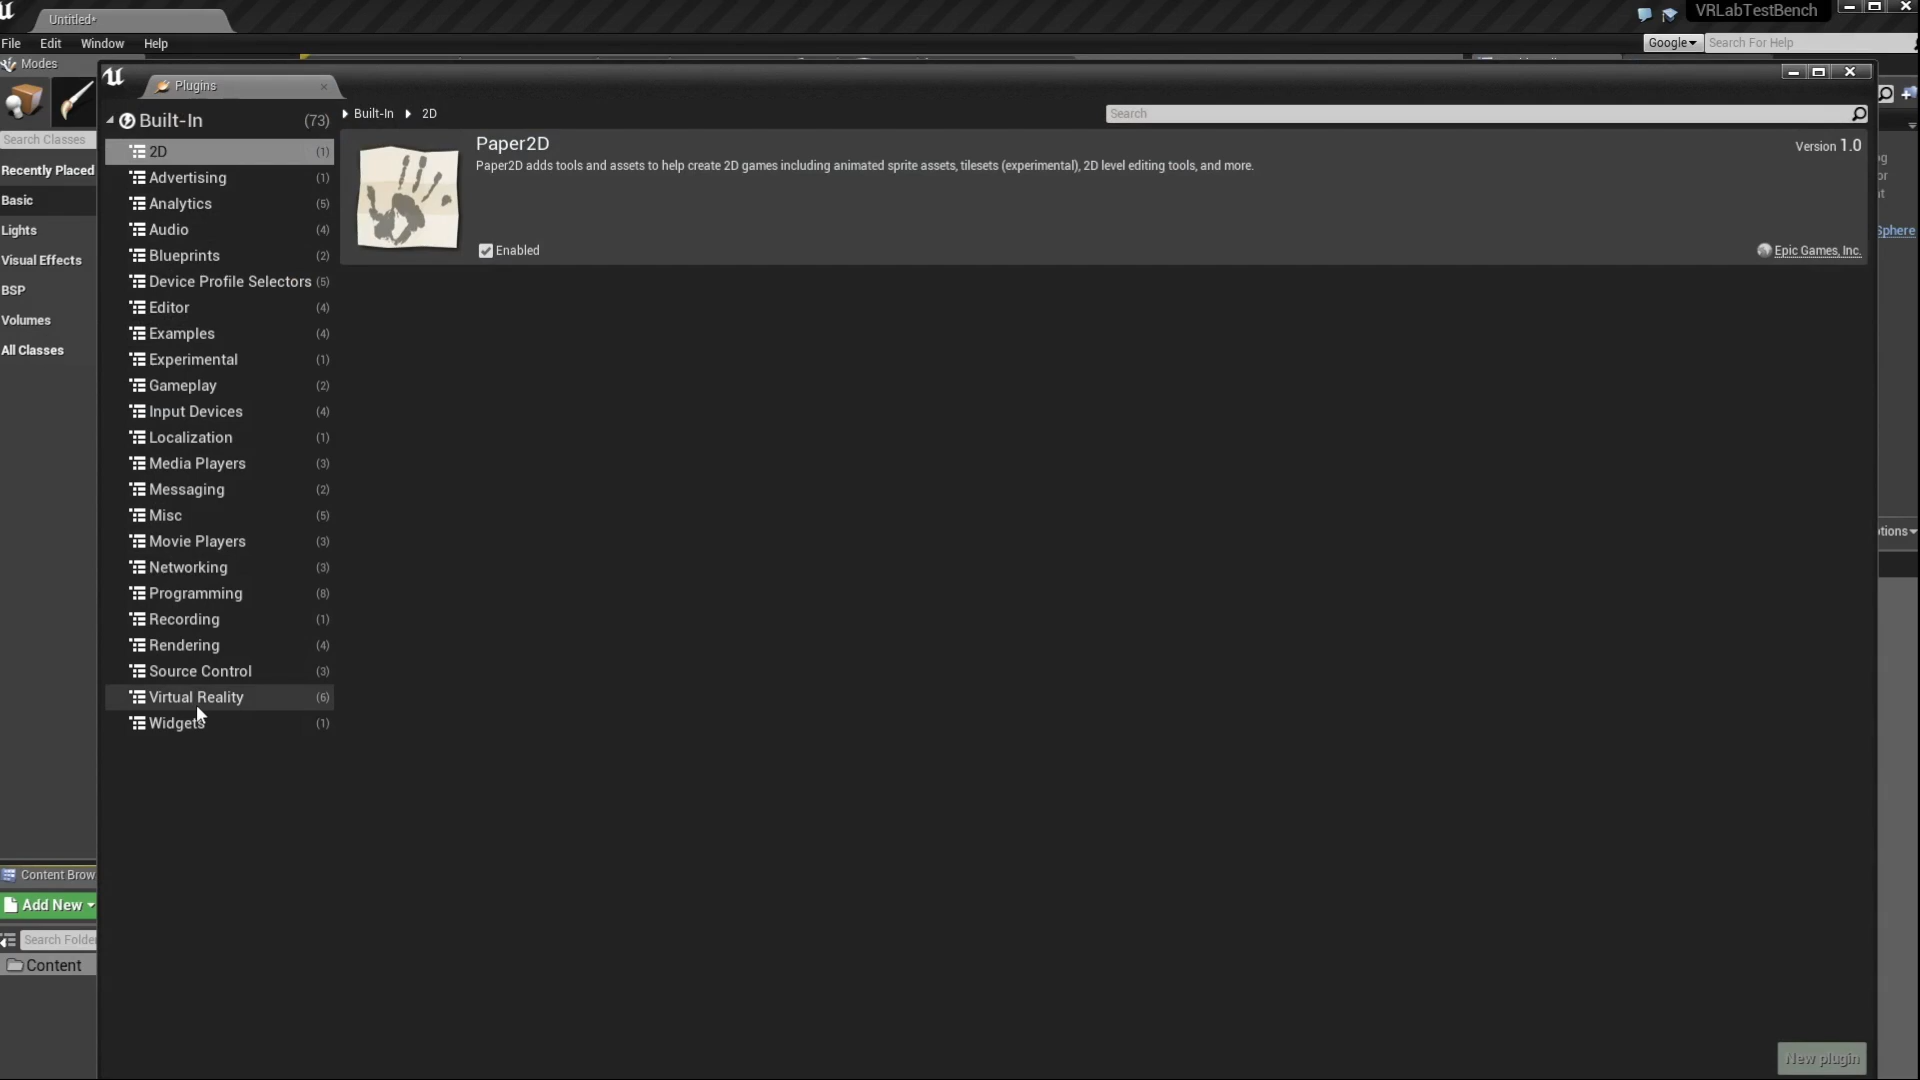 Untitled*
VRLabTestBench
File Edit Window Help
Google
Search For Help
Modes
Plugins
Search Classes
Recently Placed
Basic
Lights
Visual Effects
BSP
Volumes
All Classes
Built-In (73)
2D (1)
Advertising (1)
Analytics (5)
Audio (4)
Blueprints (2)
Device Profile Selectors (5)
Editor (4)
Examples (4)
Experimental (1)
Gameplay (2)
Input Devices (4)
Localization (1)
Media Players (3)
Messaging (2)
Misc (5)
Movie Players (3)
Networking (3)
Programming (8)
Recording (1)
Rendering (4)
Source Control (3)
Virtual Reality (6)
Widgets (1)
Built-In 2D
Search
Paper2D
Version 1.0
Paper2D adds tools and assets to help create 2D games including animated sprite assets, tilesets (experimental), 2D level editing tools, and more.
Enabled
Epic Games, Inc.
Sphere
tions
Content Brow
Add New
Search Folde
Content
New plugin